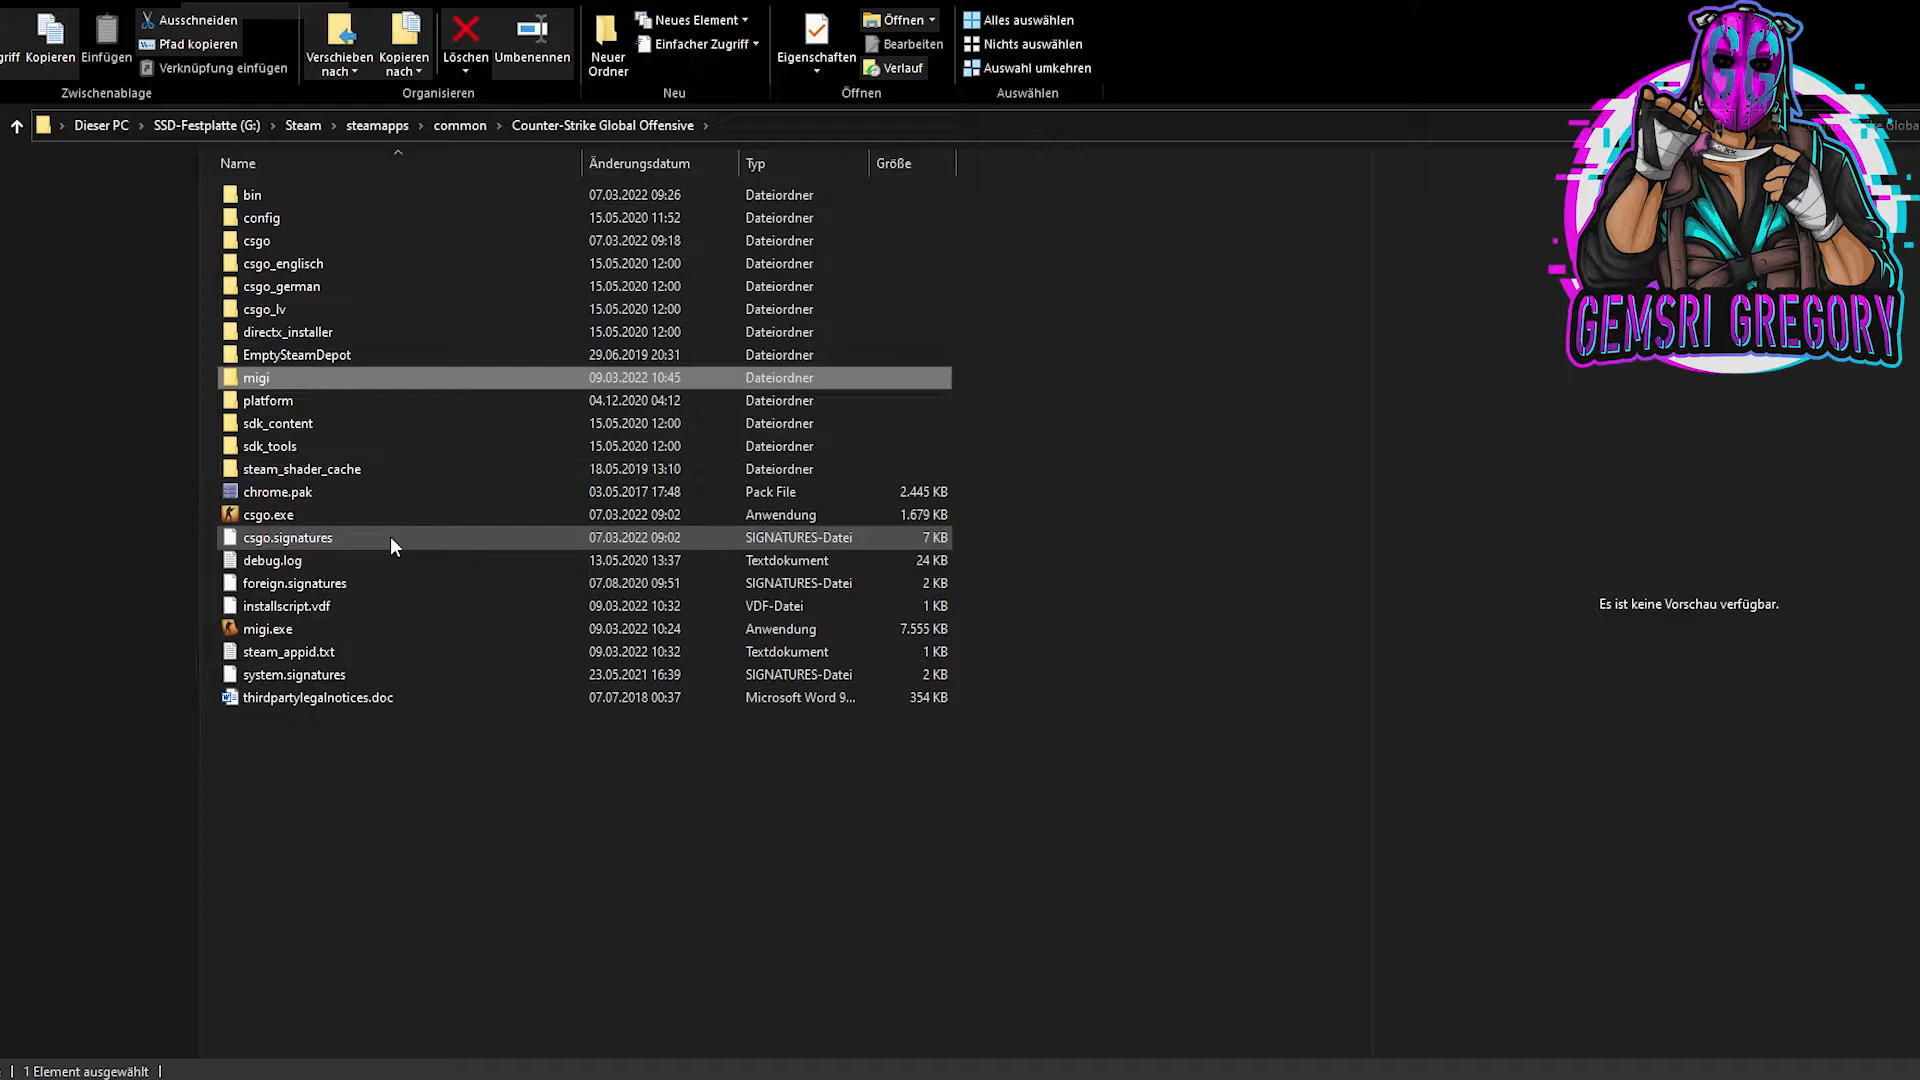 Ausschneiden
Neues Element
Öffnen
Alles auswählen
Pfad kopieren
Einfacher Zugriff
Bearbeiten
Nichts auswählen
Kopieren
Einfügen
Verknüpfung einfügen
Verschieben nach
Kopieren nach
Löschen
Umbenennen
Neuer Ordner
Eigenschaften
Verlauf
Auswahl umkehren
Zwischenablage
Organisieren
Neu
Öffnen
Auswählen
Dieser PC > SSD-Festplatte (G:) > Steam > steamapps > common > Counter-Strike Global Offensive >
Name Änderungsdatum Typ Größe
bin 07.03.2022 09:26 Dateiordner
config 15.05.2020 11:52 Dateiordner
csgo 07.03.2022 09:18 Dateiordner
csgo_englisch 15.05.2020 12:00 Dateiordner
csgo_german 15.05.2020 12:00 Dateiordner
csgo_lv 15.05.2020 12:00 Dateiordner
directx_installer 15.05.2020 12:00 Dateiordner
EmptySteamDepot 29.06.2019 20:31 Dateiordner
migi 09.03.2022 10:45 Dateiordner
platform 04.12.2020 04:12 Dateiordner
sdk_content 15.05.2020 12:00 Dateiordner
sdk_tools 15.05.2020 12:00 Dateiordner
steam_shader_cache 18.05.2019 13:10 Dateiordner
chrome.pak 03.05.2017 17:48 Pack File 2.445 KB
csgo.exe 07.03.2022 09:02 Anwendung 1.679 KB
csgo.signatures 07.03.2022 09:02 SIGNATURES-Datei 7 KB
debug.log 13.05.2020 13:37 Textdokument 24 KB
foreign.signatures 07.08.2020 09:51 SIGNATURES-Datei 2 KB
installscript.vdf 09.03.2022 10:32 VDF-Datei 1 KB
migi.exe 09.03.2022 10:24 Anwendung 7.555 KB
steam_appid.txt 09.03.2022 10:32 Textdokument 1 KB
system.signatures 23.05.2021 16:39 SIGNATURES-Datei 2 KB
thirdpartylegalnotices.doc 07.07.2018 00:37 Microsoft Word 9... 354 KB
GG
GEMSRI GREGORY
Es ist keine Vorschau verfügbar.
1 Element ausgewählt